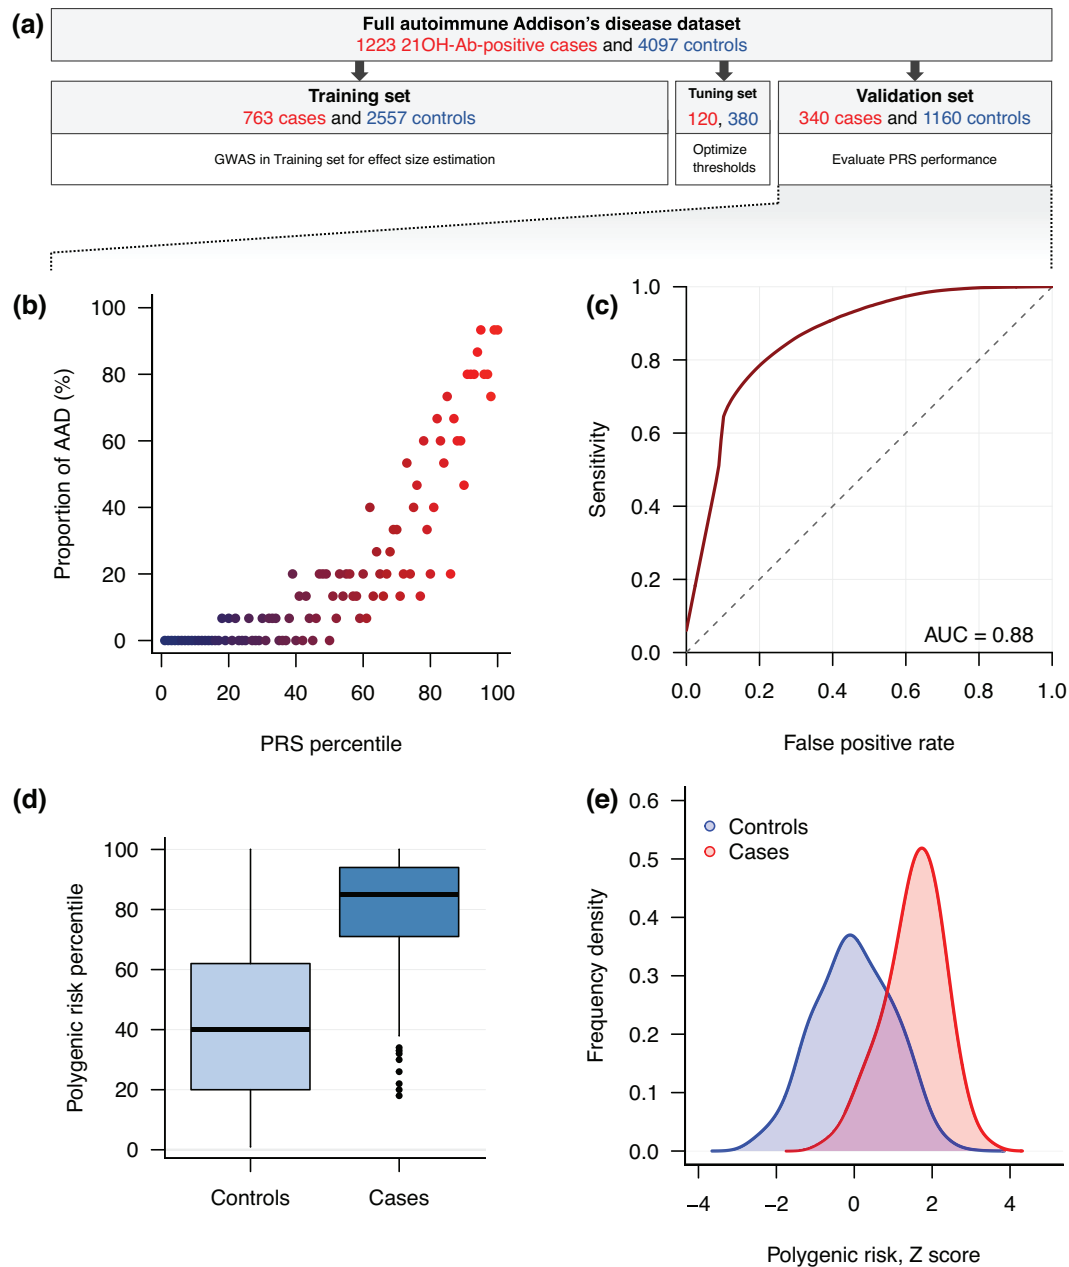 (a)
Full autoimmune Addison’s disease dataset
1223 21OH-Ab-positive cases and 4097 controls
Training set
763 cases and 2557 controls
GWAS in Training set for effect size estimation
Tuning set
120, 380
Optimize
thresholds
Validation set
340 cases and 1160 controls
Evaluate PRS performance
(b)
Proportion of AAD (%)
100
80
60
40
20
0
0 20 40 60 80 100
PRS percentile
(c)
Sensitivity
1.0
0.8
0.6
0.4
0.2
0.0
AUC = 0.88
0.0 0.2 0.4 0.6 0.8 1.0
False positive rate
(d)
Polygenic risk percentile
100
80
60
40
20
0
Controls Cases
(e)
Frequency density
0.6
0.5
0.4
0.3
0.2
0.1
0.0
Controls
Cases
−4 −2 0 2 4
Polygenic risk, Z score